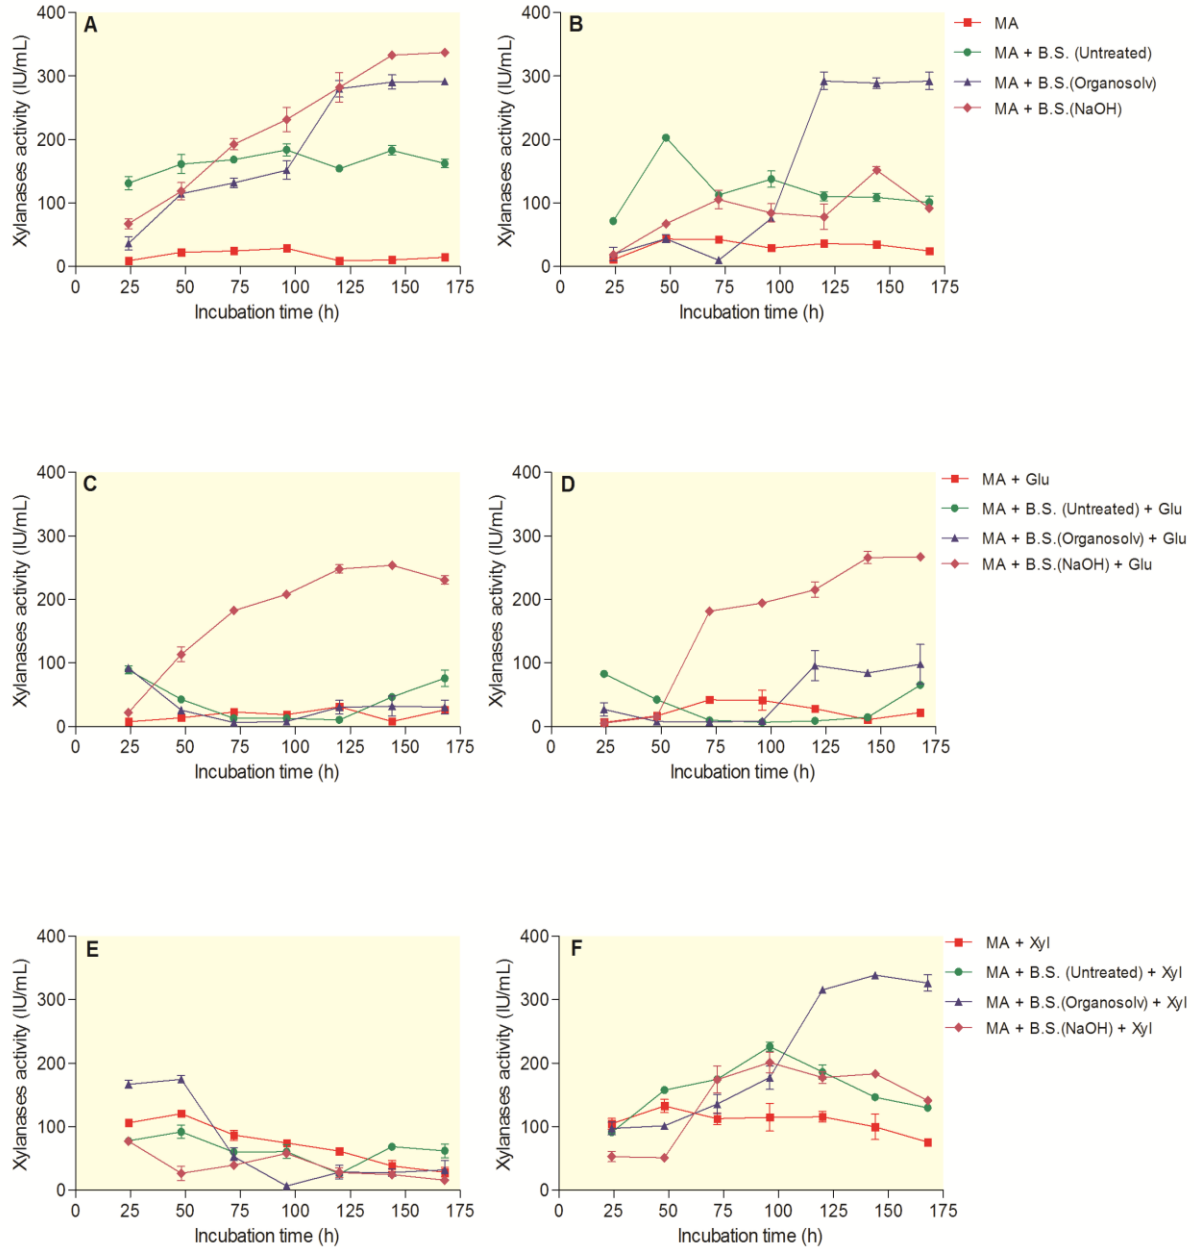 A
Xylanases activity (IU/mL)
400
300
200
100
0
0 25 50 75 100 125 150 175
Incubation time (h)
B
Xylanases activity (IU/mL)
400
300
200
100
0
0 25 50 75 100 125 150 175
Incubation time (h)
MA
MA + B.S. (Untreated)
MA + B.S.(Organosolv)
MA + B.S.(NaOH)
C
Xylanases activity (IU/mL)
400
300
200
100
0
0 25 50 75 100 125 150 175
Incubation time (h)
D
Xylanases activity (IU/mL)
400
300
200
100
0
0 25 50 75 100 125 150 175
Incubation time (h)
MA + Glu
MA + B.S. (Untreated) + Glu
MA + B.S.(Organosolv) + Glu
MA + B.S.(NaOH) + Glu
E
Xylanases activity (IU/mL)
400
300
200
100
0
0 25 50 75 100 125 150 175
Incubation time (h)
F
Xylanases activity (IU/mL)
400
300
200
100
0
0 25 50 75 100 125 150 175
Incubation time (h)
MA + Xyl
MA + B.S. (Untreated) + Xyl
MA + B.S.(Organosolv) + Xyl
MA + B.S.(NaOH) + Xyl